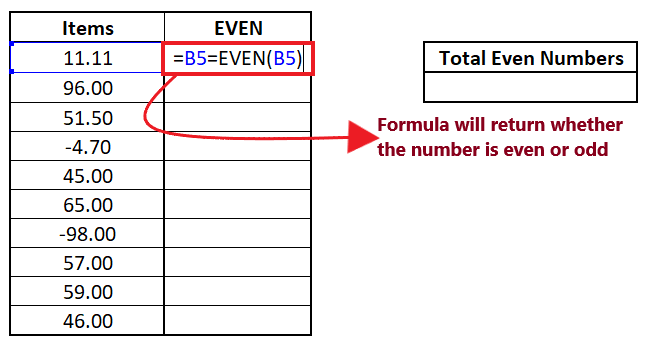 Items EVEN
11.11 =B5=EVEN(B5)
96.00
51.50
-4.70
45.00
65.00
-98.00
57.00
59.00
46.00
Total Even Numbers
Formula will return whether
the number is even or odd